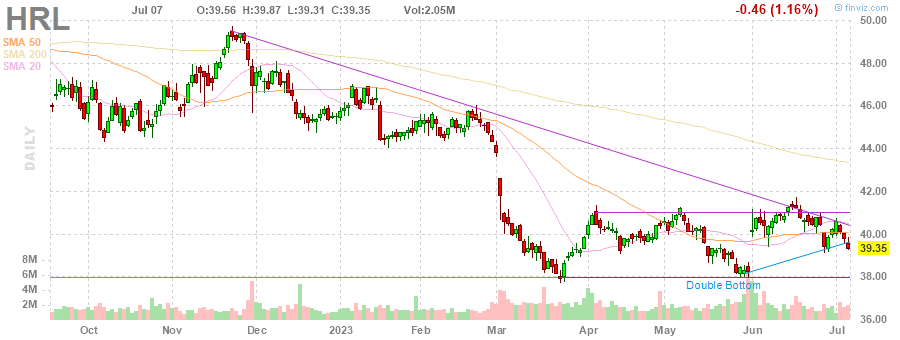 HRL Jul 07 O:39.56 H:39.87 L:39.31 C:39.35 Vol:2.05M -0.46 (1.16%) © finviz.com
SMA 50
SMA 200
SMA 20
DAILY
50.00
48.00
46.00
44.00
42.00
40.00
39.35
38.00
36.00
8M
6M
4M
2M
Double Bottom
Oct Nov Dec 2023 Feb Mar Apr May Jun Jul